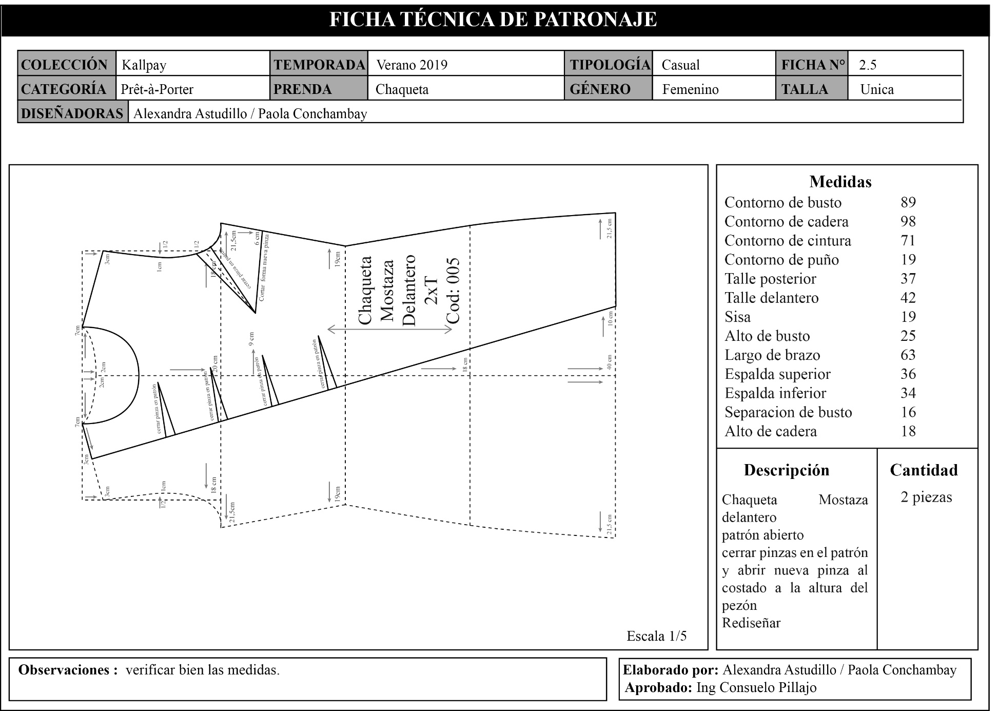 FICHA TÉCNICA DE PATRONAJE
COLECCIÓN Kallpay TEMPORADA Verano 2019 TIPOLOGÍA Casual FICHA N° 2.5
CATEGORÍA Prêt-à-Porter PRENDA Chaqueta GÉNERO Femenino TALLA Unica
DISEÑADORAS Alexandra Astudillo / Paola Conchambay
3cm
1cm
1/2
1/2
18 cm
cerrar pinza en patrón
21,5cm
6 cm
Cortar forma nueva pinza
19cm
21,5 cm
Chaqueta
Mostaza
Delantero
2xT
Cod: 005
7cm
2cm
2cm
7cm
3cm
20 cm
9 cm
18 cm
10 cm
40 cm
cerrar pinza en patrón
cerrar pinza en patrón
cerrar pinza en patrón
cerrar pinza en patrón
3cm
1cm
1/2
18 cm
21,5cm
19cm
21,5 cm
Escala 1/5
Medidas
Contorno de busto 89
Contorno de cadera 98
Contorno de cintura 71
Contorno de puño 19
Talle posterior 37
Talle delantero 42
Sisa 19
Alto de busto 25
Largo de brazo 63
Espalda superior 36
Espalda inferior 34
Separacion de busto 16
Alto de cadera 18
Descripción
Chaqueta Mostaza
delantero
patrón abierto
cerrar pinzas en el patrón
y abrir nueva pinza al
costado a la altura del
pezón
Rediseñar
Cantidad
2 piezas
Observaciones : verificar bien las medidas.
Elaborado por: Alexandra Astudillo / Paola Conchambay
Aprobado: Ing Consuelo Pillajo